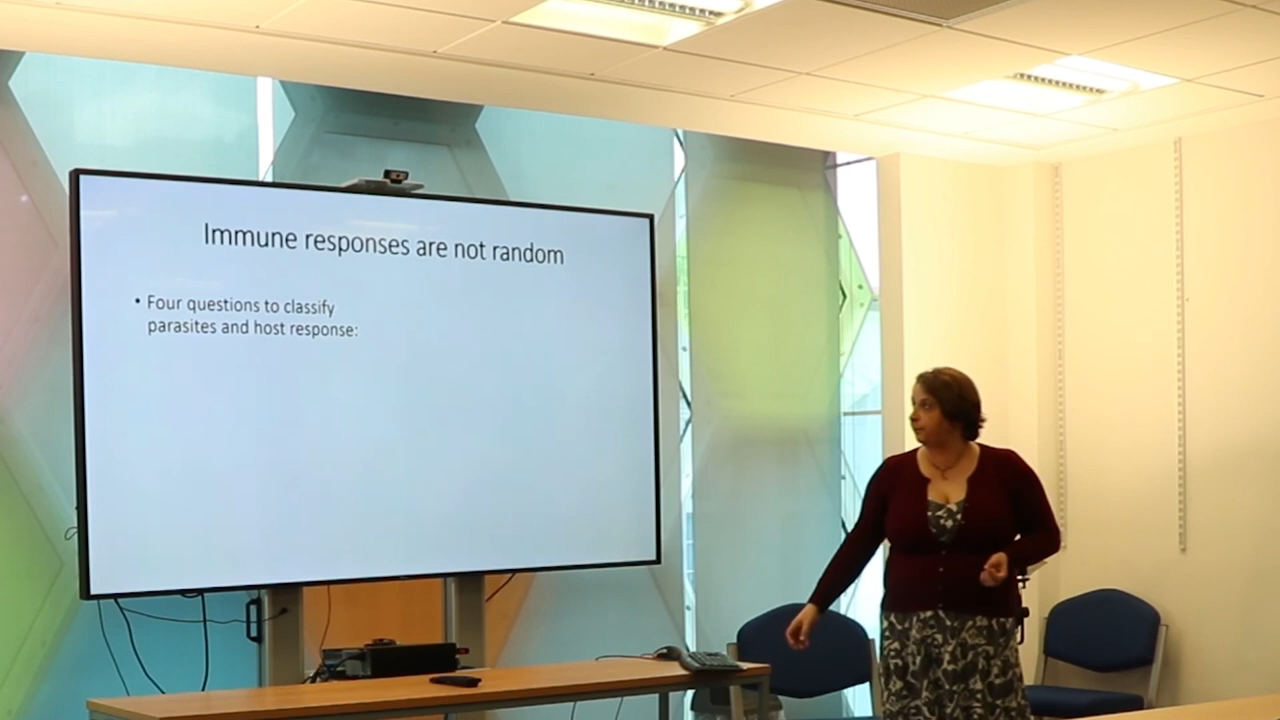 Immune responses are not random
• Four questions to classify
parasites and host response: